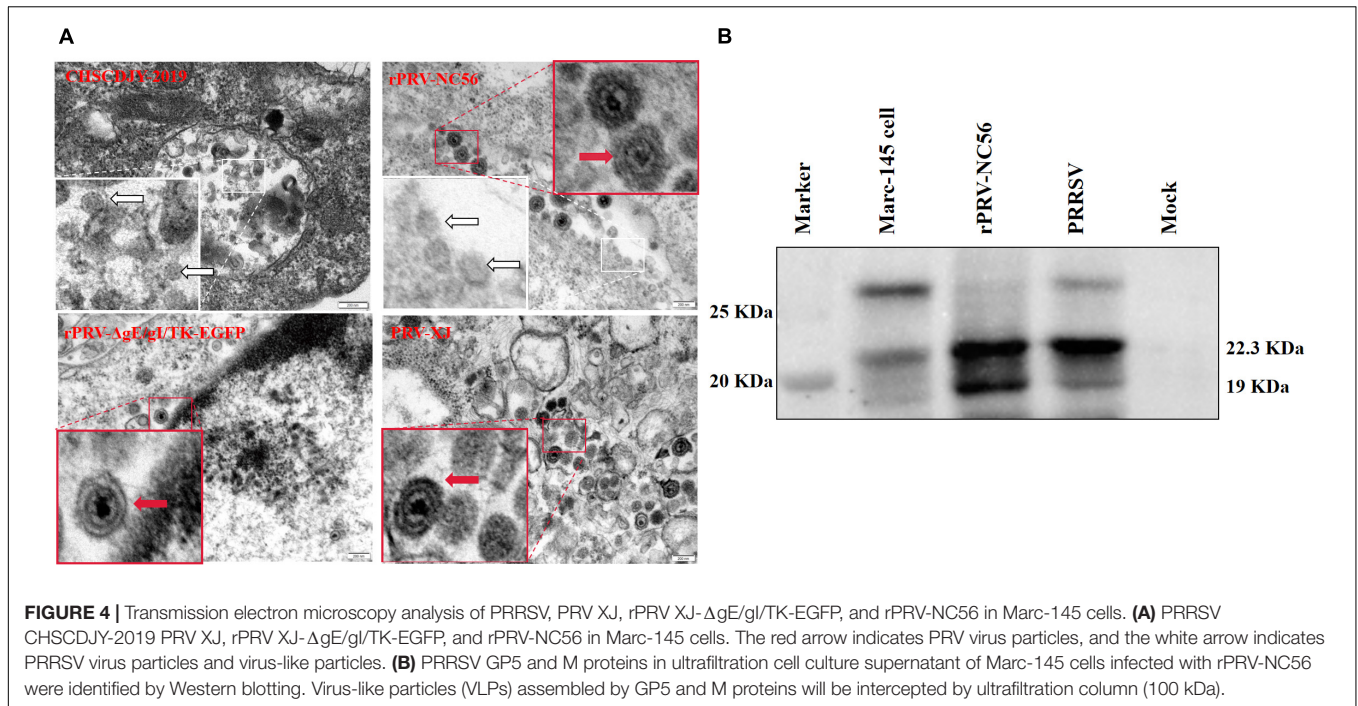 A
B
CHSCDJY-2019
rPRV-NC56
rPRV-ΔgE/gI/TK-EGFP
PRV-XJ
Marker
Marc-145 cell
rPRV-NC56
PRRSV
Mock
25 KDa
20 KDa
22.3 KDa
19 KDa
FIGURE 4 | Transmission electron microscopy analysis of PRRSV, PRV XJ, rPRV XJ-ΔgE/gI/TK-EGFP, and rPRV-NC56 in Marc-145 cells. (A) PRRSV
CHSCDJY-2019 PRV XJ, rPRV XJ-ΔgE/gI/TK-EGFP, and rPRV-NC56 in Marc-145 cells. The red arrow indicates PRV virus particles, and the white arrow indicates
PRRSV virus particles and virus-like particles. (B) PRRSV GP5 and M proteins in ultrafiltration cell culture supernatant of Marc-145 cells infected with rPRV-NC56
were identified by Western blotting. Virus-like particles (VLPs) assembled by GP5 and M proteins will be intercepted by ultrafiltration column (100 kDa).